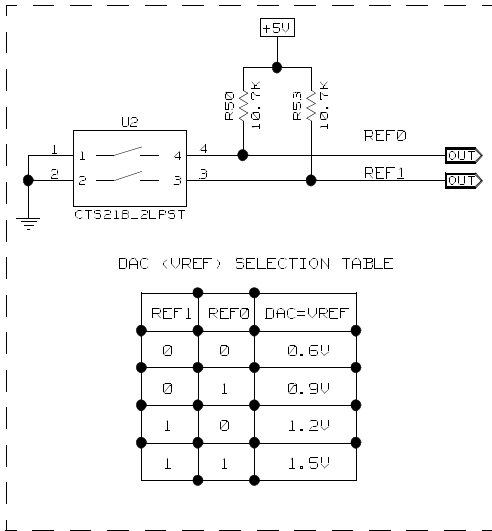 +5V
R50
10.7K
R53
10.7K
U2
REF0
1 1 4 4 OUT
REF1
2 2 3 3 OUT
CTS218_2LPST
DAC (VREF) SELECTION TABLE
REF1 REF0 DAC=VREF
0 0 0.6V
0 1 0.9V
1 0 1.2V
1 1 1.5V